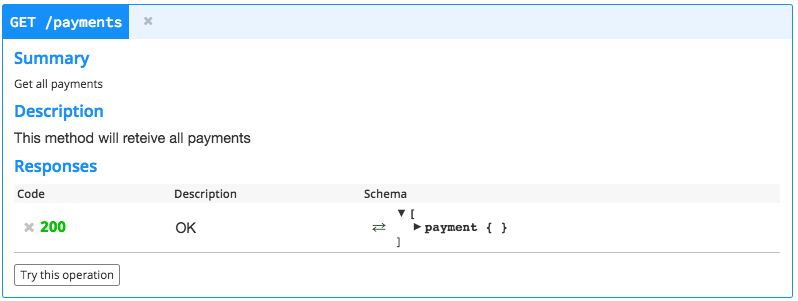 GET /payments ✖
Summary
Get all payments
Description
This method will reteive all payments
Responses
Code Description Schema
✖ 200 OK ⇄ ▼ [
▶ payment { }
]
Try this operation